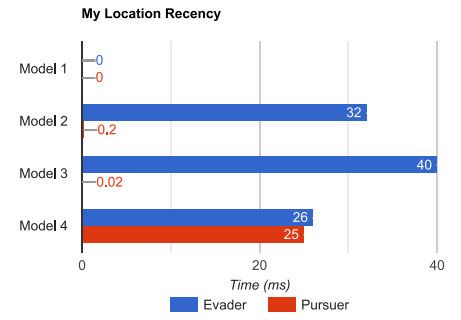 My Location Recency
Model 1
0
0
Model 2
32
0.2
Model 3
40
0.02
Model 4
26
25
0
20
40
Time (ms)
Evader
Pursuer